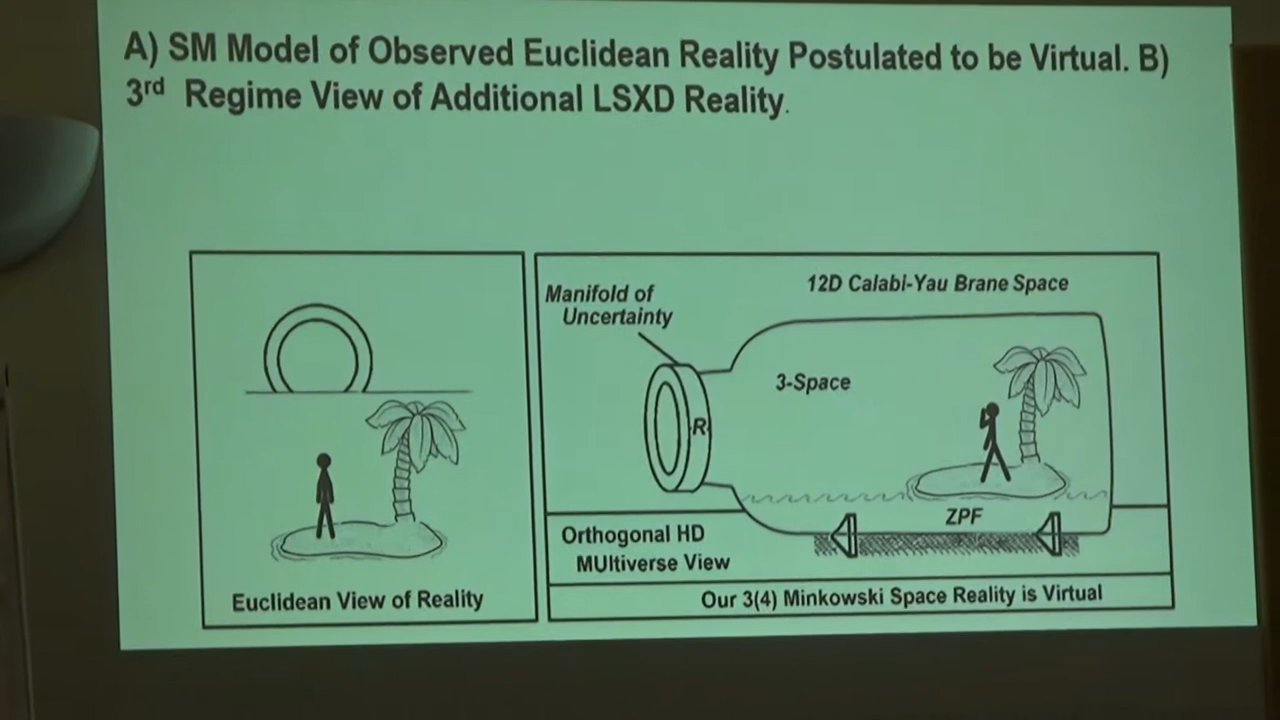 A) SM Model of Observed Euclidean Reality Postulated to be Virtual. B)
3rd Regime View of Additional LSXD Reality.
Euclidean View of Reality
Manifold of
Uncertainty
12D Calabi-Yau Brane Space
3-Space
R
ZPF
Orthogonal HD
MUltiverse View
Our 3(4) Minkowski Space Reality is Virtual